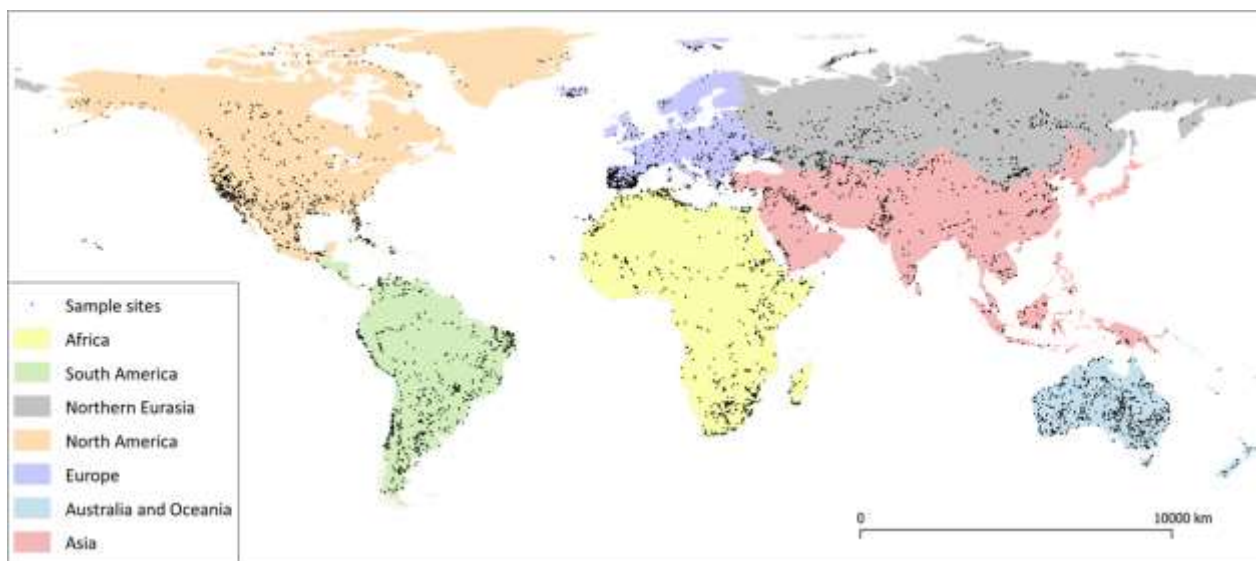 Sample sites
Africa
South America
Northern Eurasia
North America
Europe
Australia and Oceania
Asia
0 10000 km